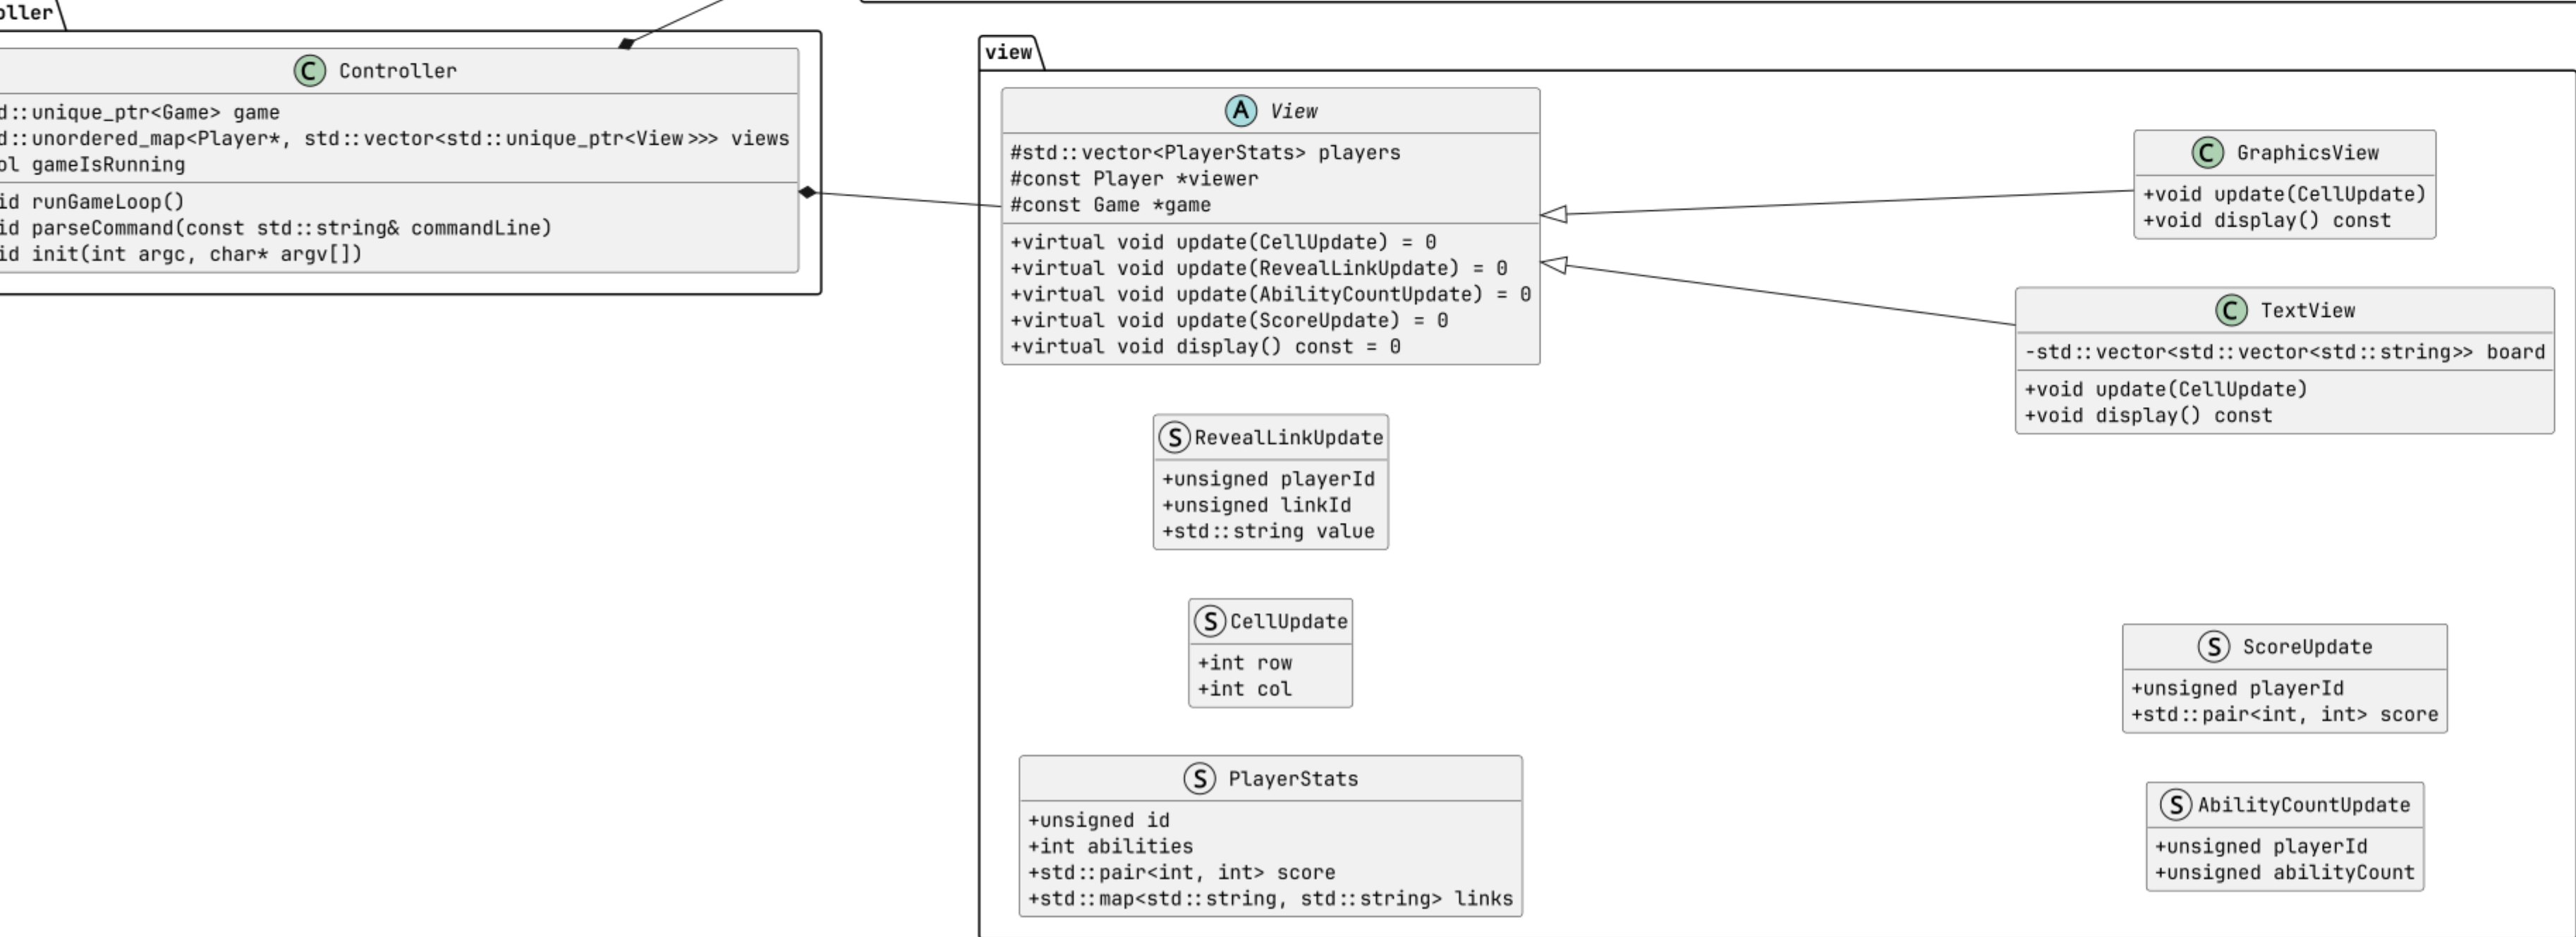 oller
C Controller
d::unique_ptr<Game> game
d::unordered_map<Player*, std::vector<std::unique_ptr<View>>> views
ol gameIsRunning
id runGameLoop()
id parseCommand(const std::string& commandLine)
id init(int argc, char* argv[])
view
A View
#std::vector<PlayerStats> players
#const Player *viewer
#const Game *game
+virtual void update(CellUpdate) = 0
+virtual void update(RevealLinkUpdate) = 0
+virtual void update(AbilityCountUpdate) = 0
+virtual void update(ScoreUpdate) = 0
+virtual void display() const = 0
C GraphicsView
+void update(CellUpdate)
+void display() const
C TextView
-std::vector<std::vector<std::string>> board
+void update(CellUpdate)
+void display() const
S RevealLinkUpdate
+unsigned playerId
+unsigned linkId
+std::string value
S CellUpdate
+int row
+int col
S ScoreUpdate
+unsigned playerId
+std::pair<int, int> score
S PlayerStats
+unsigned id
+int abilities
+std::pair<int, int> score
+std::map<std::string, std::string> links
S AbilityCountUpdate
+unsigned playerId
+unsigned abilityCount